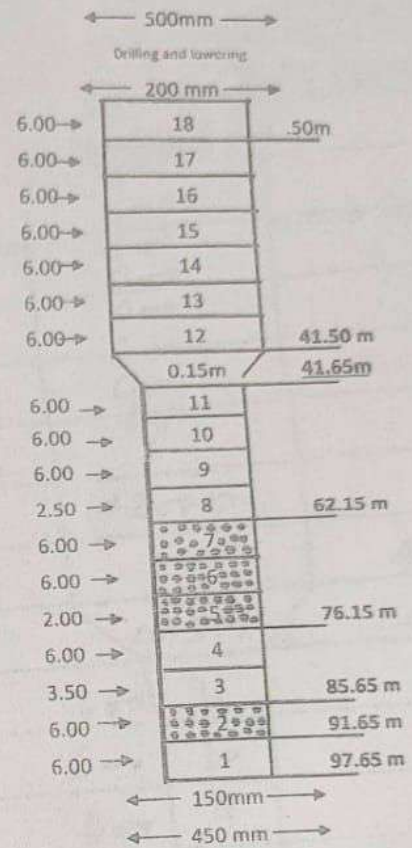 500mm
Drilling and lowering
200 mm
6.00 18 .50m
6.00 17
6.00 16
6.00 15
6.00 14
6.00 13
6.00 12 41.50 m
0.15m 41.65m
6.00 11
6.00 10
6.00 9
2.50 8 62.15 m
6.00 7
6.00 6
2.00 5 76.15 m
6.00 4
3.50 3 85.65 m
6.00 2 91.65 m
6.00 1 97.65 m
150mm
450 mm